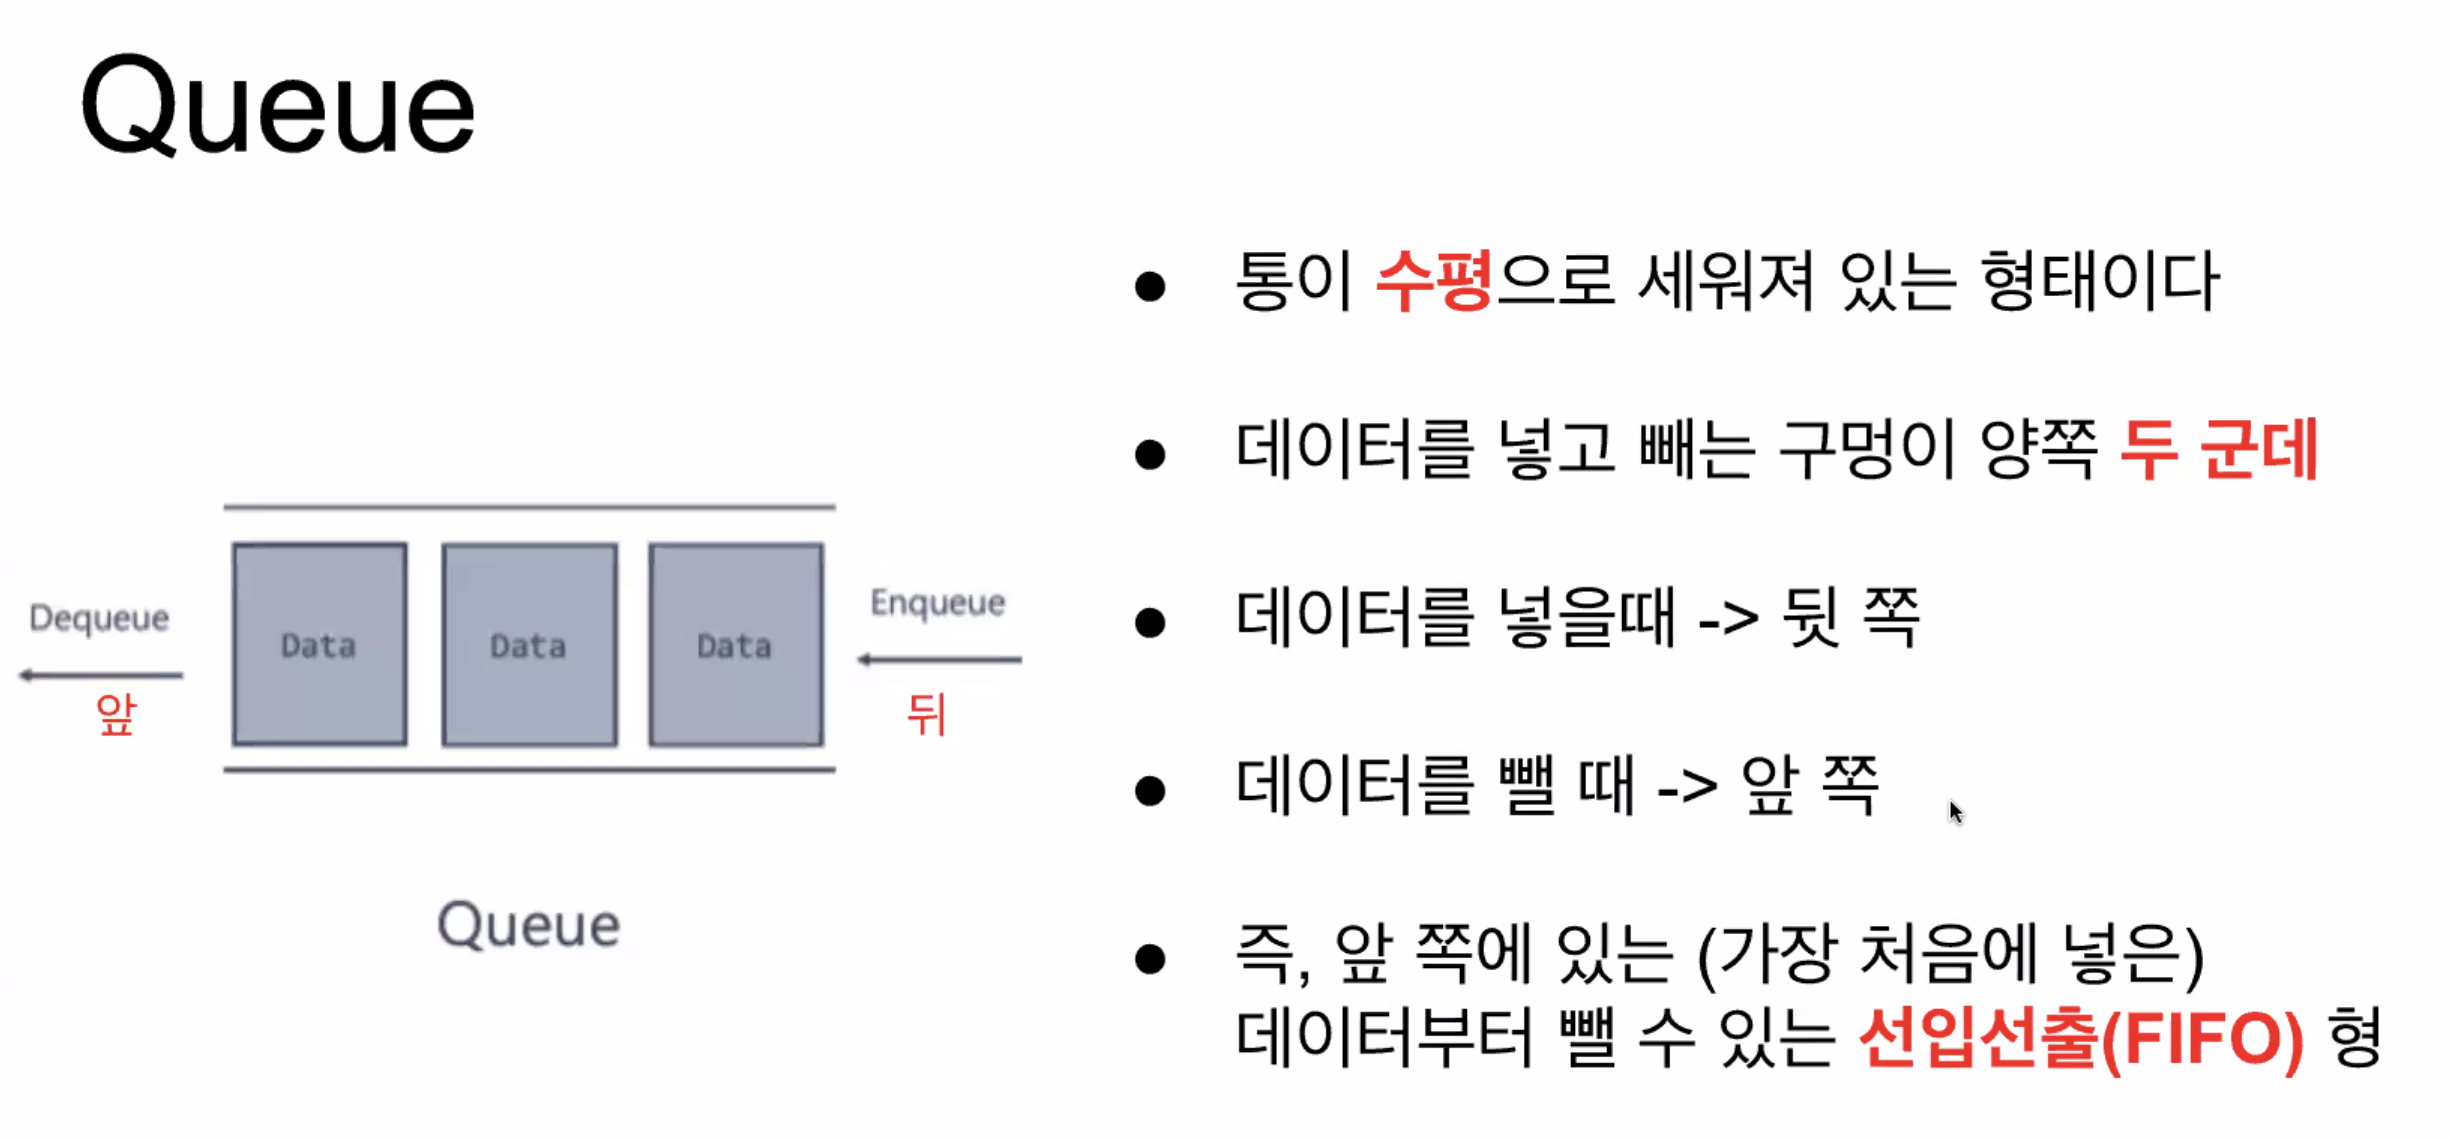 Queue
Dequeue
앞
Data
Data
Data
Enqueue
뒤
Queue
● 통이 수평으로 세워져 있는 형태이다
● 데이터를 넣고 빼는 구멍이 양쪽 두 군데
● 데이터를 넣을때 -> 뒷 쪽
● 데이터를 뺄 때 -> 앞 쪽
● 즉, 앞 쪽에 있는 (가장 처음에 넣은)
데이터부터 뺄 수 있는 선입선출(FIFO) 형